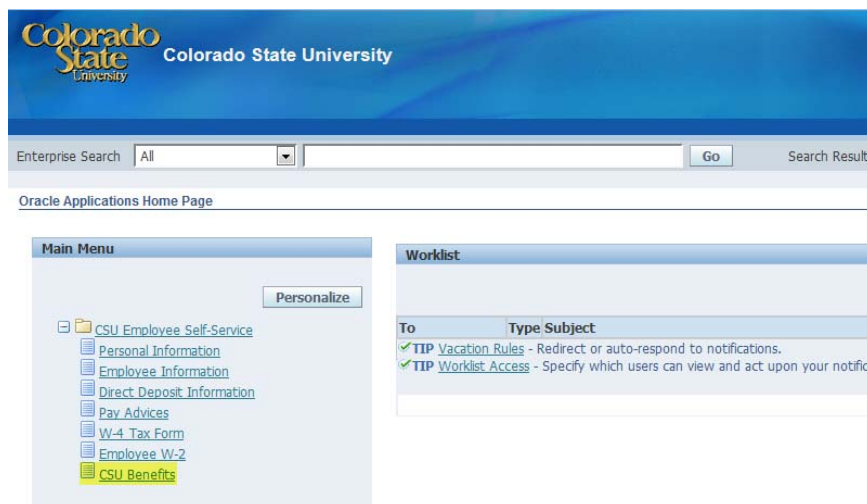 Colorado
State
University
Colorado State University
Enterprise Search All Go Search Result
Oracle Applications Home Page
Main Menu
Personalize
CSU Employee Self-Service
Personal Information
Employee Information
Direct Deposit Information
Pay Advices
W-4 Tax Form
Employee W-2
CSU Benefits
Worklist
To Type Subject
TIP Vacation Rules - Redirect or auto-respond to notifications.
TIP Worklist Access - Specify which users can view and act upon your notific